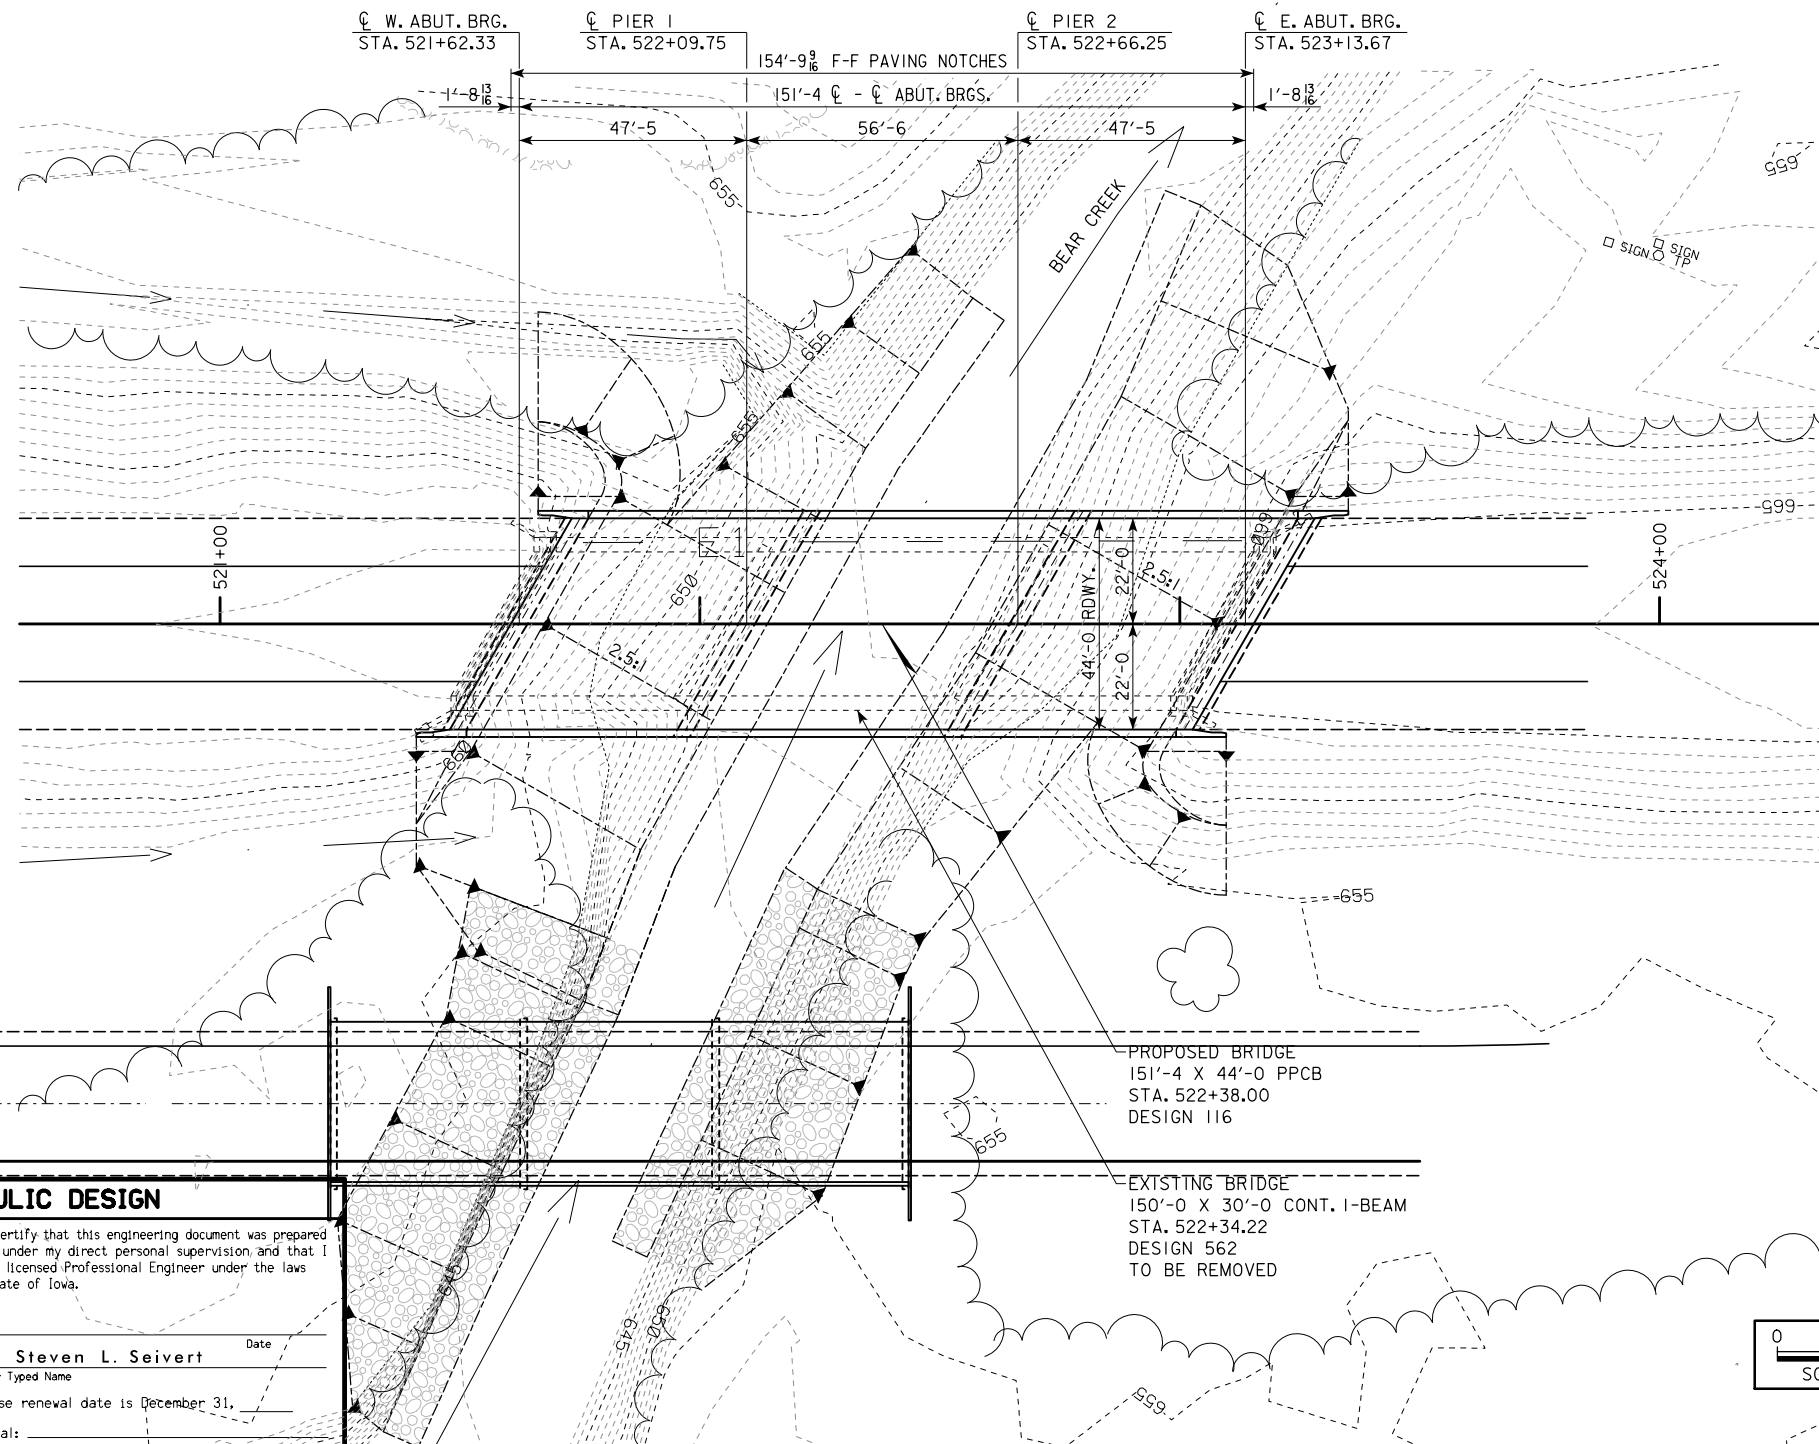 ℄ W. ABUT. BRG.
STA. 521+62.33
℄ PIER 1
STA. 522+09.75
℄ PIER 2
STA. 522+66.25
℄ E. ABUT. BRG.
STA. 523+13.67
154'-9 9/16 F-F PAVING NOTCHES
1'-8 13/16
151'-4 ℄ - ℄ ABUT. BRGS.
1'-8 13/16
47'-5
56'-6
47'-5
655
655
BEAR CREEK
SIGN
SIGN
TP
655
655
665
660
521+00
524+00
650
2.5:1
2.5:1
44'-0 RDWY.
22'-0
22'-0
660
655
PROPOSED BRIDGE
151'-4 X 44'-0 PPCB
STA. 522+38.00
DESIGN 116
655
EXISTING BRIDGE
150'-0 X 30'-0 CONT. I-BEAM
STA. 522+34.22
DESIGN 562
TO BE REMOVED
ULIC DESIGN
ertify that this engineering document was prepared
under my direct personal supervision and that I
licensed Professional Engineer under the laws
ate of Iowa.
Date
Steven L. Seivert
Typed Name
se renewal date is December 31,
al:
645
645
650
655
0
SC